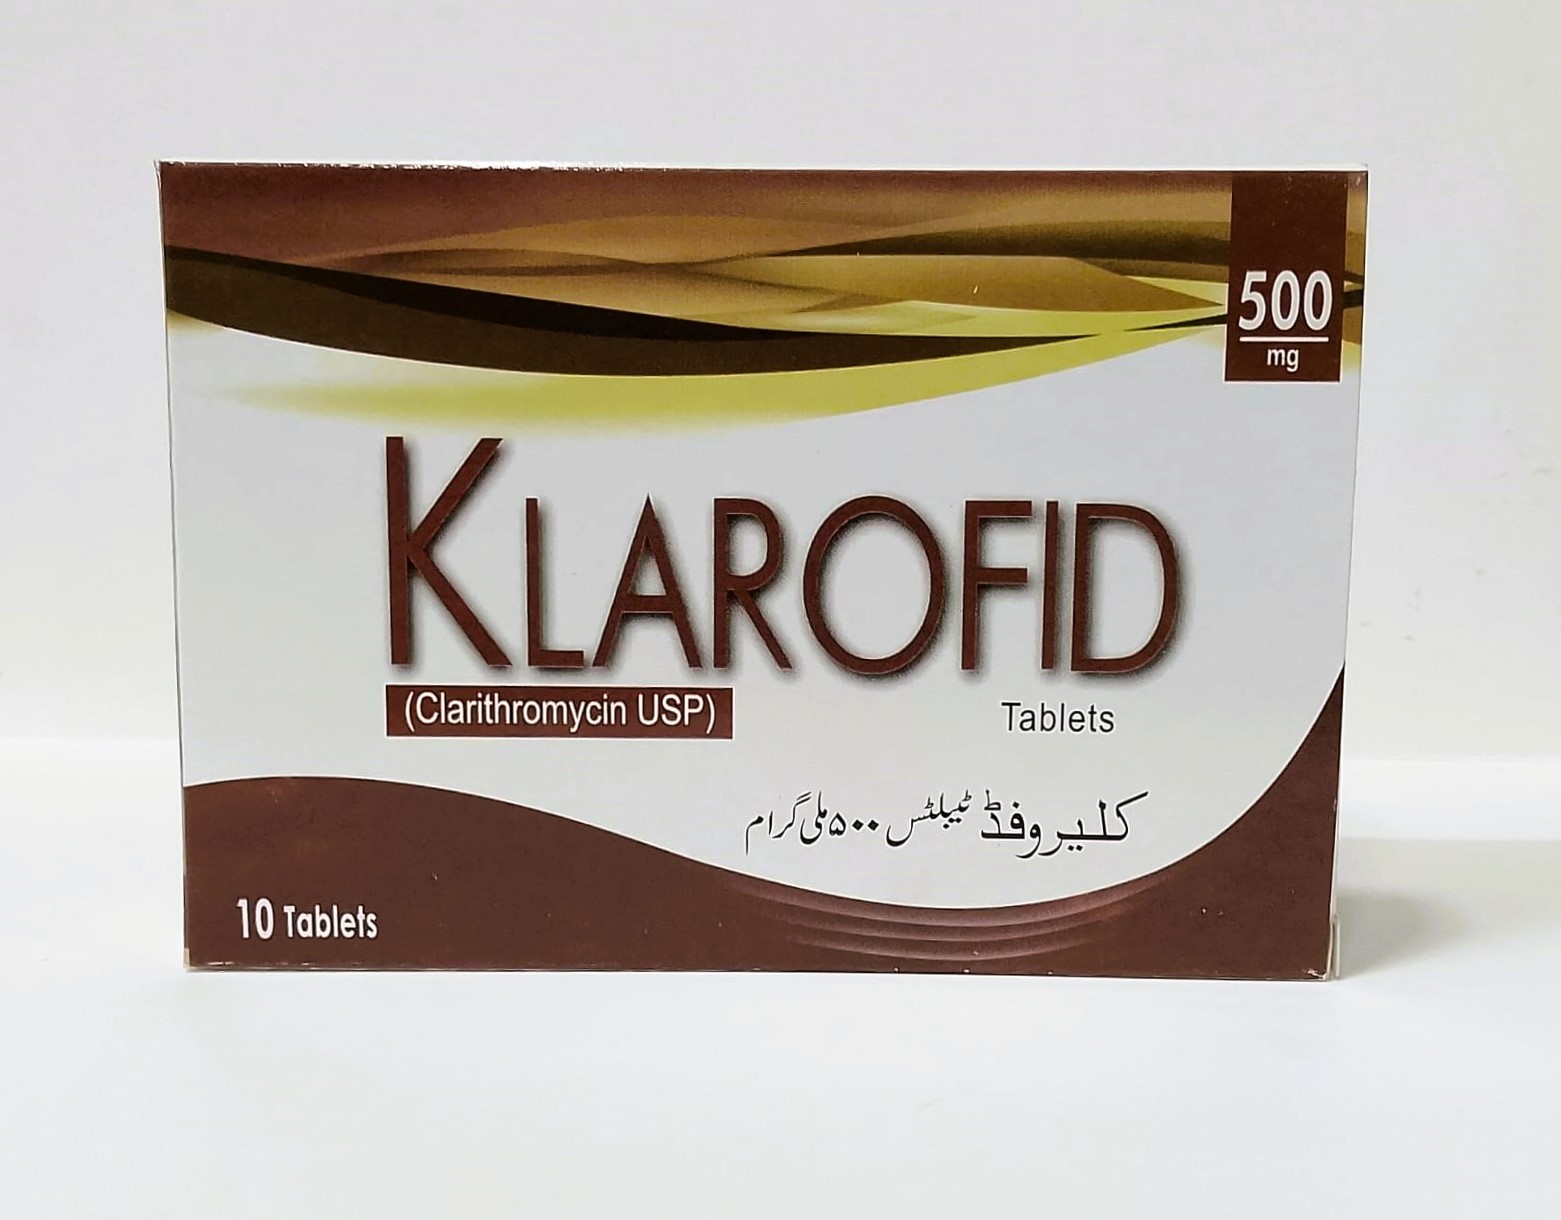 500
mg
KLAROFID
(Clarithromycin USP)
Tablets
کلیروفڈ ٹیبلٹس ۵۰۰ ملی گرام
10 Tablets